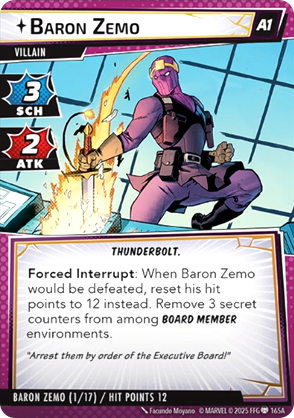 BARON ZEMO
A1
VILLAIN
3
SCH
2
ATK
THUNDERBOLT.
Forced Interrupt: When Baron Zemo
would be defeated, reset his hit
points to 12 instead. Remove 3 secret
counters from among BOARD MEMBER
environments.
"Arrest them by order of the Executive Board!"
BARON ZEMO (1/17) / HIT POINTS 12
Facundo Moyano © MARVEL © 2025 FFG 165A